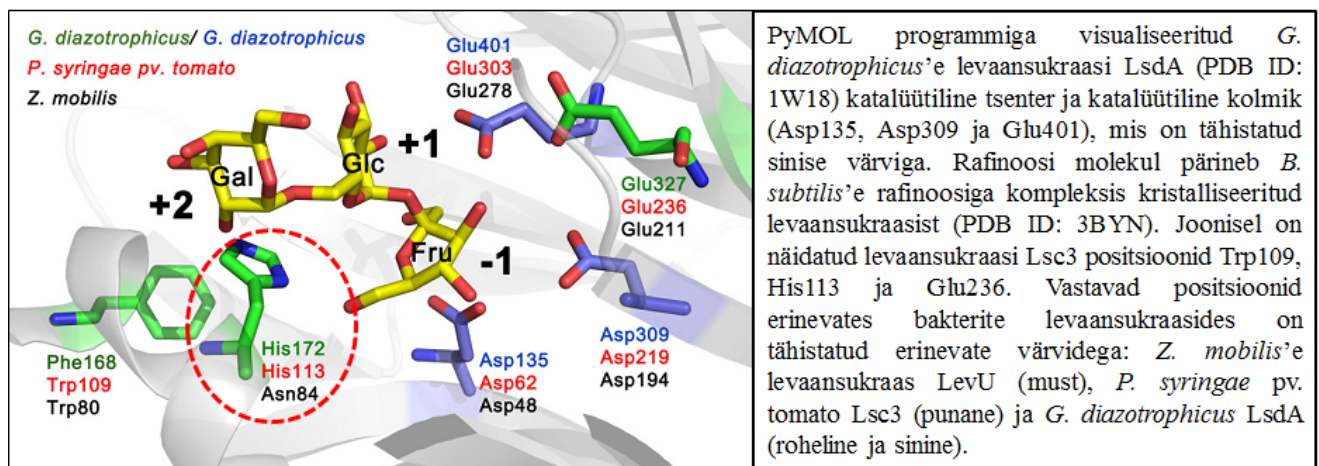 G. diazotrophicus/ G. diazotrophicus
P. syringae pv. tomato
Z. mobilis
Glu401
Glu303
Glu278
Gal
Glc
+1
+2
Glu327
Glu236
Glu211
Fru
-1
Phe168
Trp109
Trp80
His172
His113
Asn84
Asp135
Asp62
Asp48
Asp309
Asp219
Asp194
PyMOL programmiga visualiseeritud G.
diazotrophicus’e levaansukraasi LsdA (PDB ID:
1W18) katalüütiline tsenter ja katalüütiline kolmik
(Asp135, Asp309 ja Glu401), mis on tähistatud
sinise värviga. Rafinoosi molekul pärineb B.
subtilis’e rafinoosiga kompleksis kristalliseeritud
levaansukraasist (PDB ID: 3BYN). Joonisel on
näidatud levaansukraasi Lsc3 positsioonid Trp109,
His113 ja Glu236. Vastavad positsioonid
erinevates bakterite levaansukraasides on
tähistatud erinevate värvidega: Z. mobilis’e
levaansukraas LevU (must), P. syringae pv.
tomato Lsc3 (punane) ja G. diazotrophicus LsdA
(roheline ja sinine).